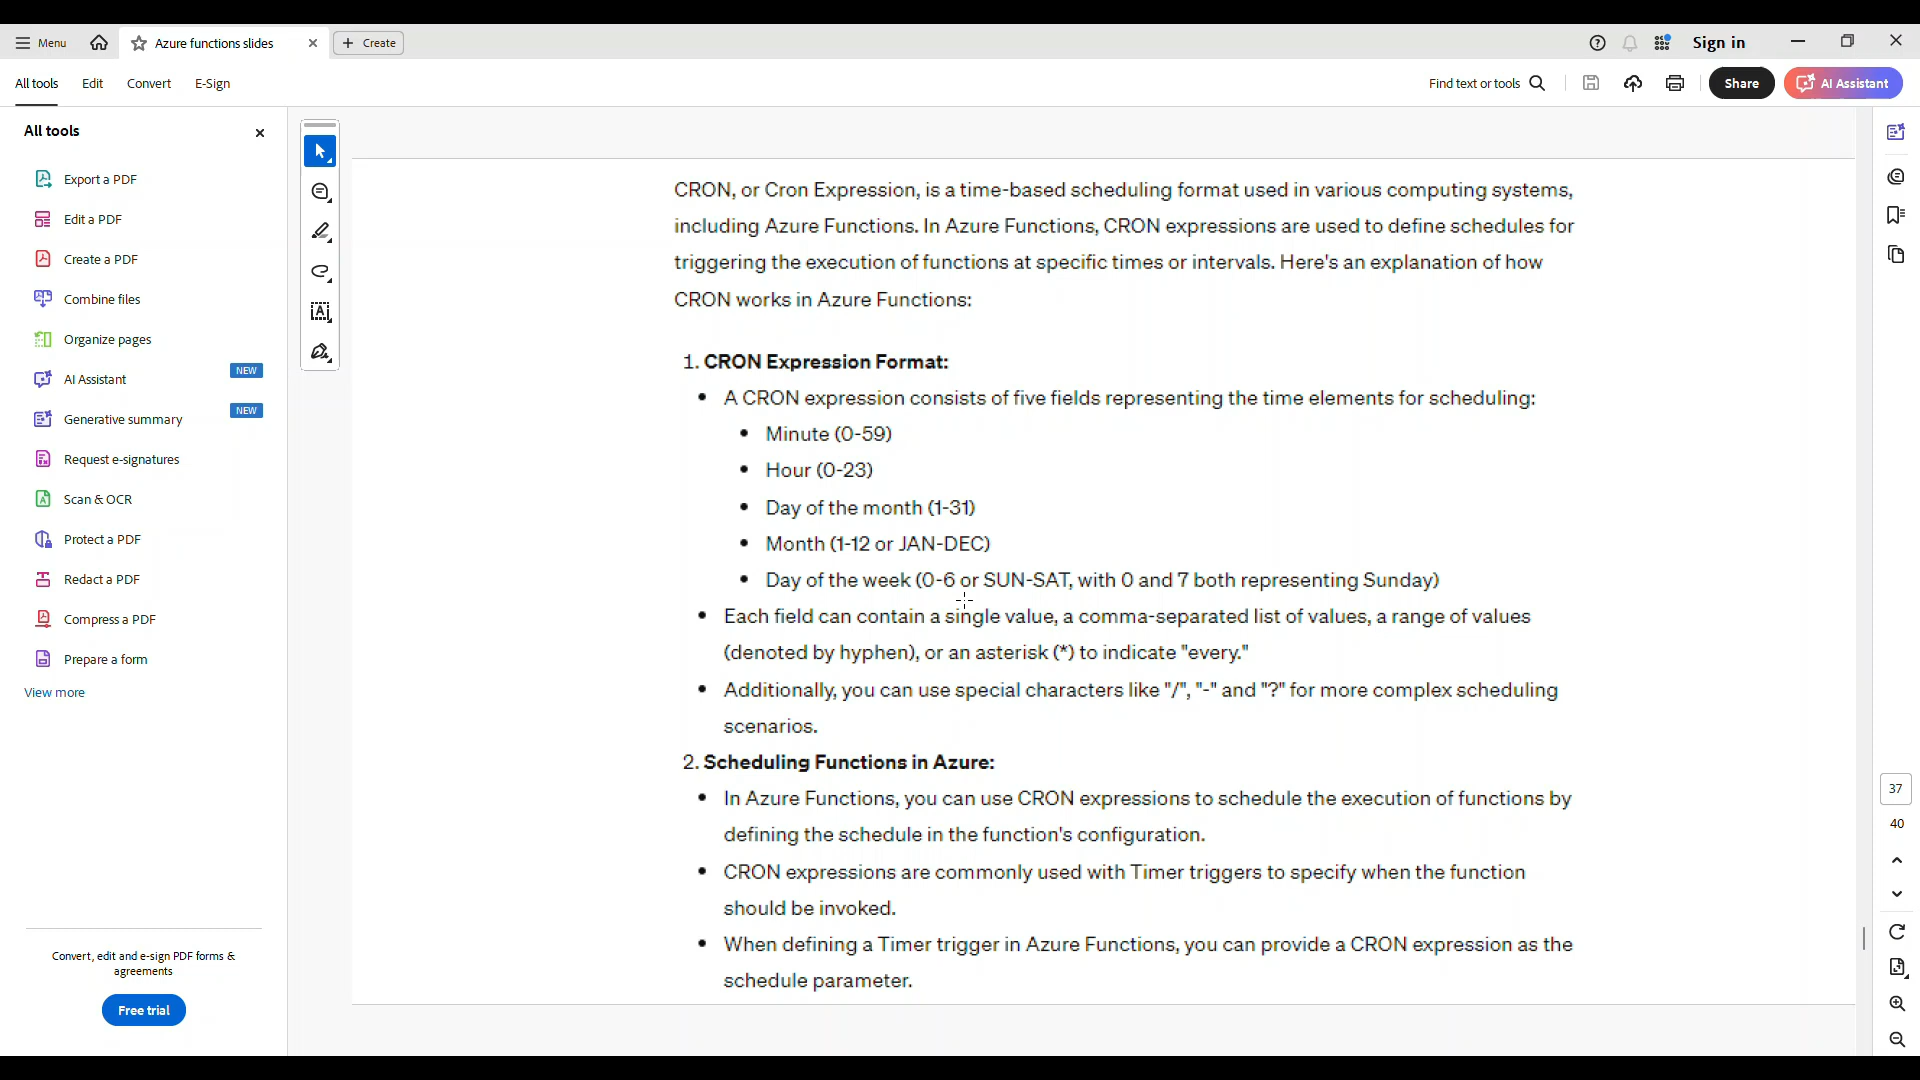 Menu
Azure functions slides
Create
Sign in
All tools
Edit
Convert
E-Sign
Find text or tools
Share
AI Assistant
All tools
Export a PDF
Edit a PDF
Create a PDF
Combine files
Organize pages
AI Assistant
NEW
Generative summary
NEW
Request e-signatures
Scan & OCR
Protect a PDF
Redact a PDF
Compress a PDF
Prepare a form
View more
Convert, edit and e-sign PDF forms &
agreements
Free trial
CRON, or Cron Expression, is a time-based scheduling format used in various computing systems,
including Azure Functions. In Azure Functions, CRON expressions are used to define schedules for
triggering the execution of functions at specific times or intervals. Here's an explanation of how
CRON works in Azure Functions:
1. CRON Expression Format:
• A CRON expression consists of five fields representing the time elements for scheduling:
• Minute (0-59)
• Hour (0-23)
• Day of the month (1-31)
• Month (1-12 or JAN-DEC)
• Day of the week (0-6 or SUN-SAT, with 0 and 7 both representing Sunday)
• Each field can contain a single value, a comma-separated list of values, a range of values
(denoted by hyphen), or an asterisk (*) to indicate "every."
• Additionally, you can use special characters like "/", "-" and "?" for more complex scheduling
scenarios.
2. Scheduling Functions in Azure:
• In Azure Functions, you can use CRON expressions to schedule the execution of functions by
defining the schedule in the function's configuration.
• CRON expressions are commonly used with Timer triggers to specify when the function
should be invoked.
• When defining a Timer trigger in Azure Functions, you can provide a CRON expression as the
schedule parameter.
37
40